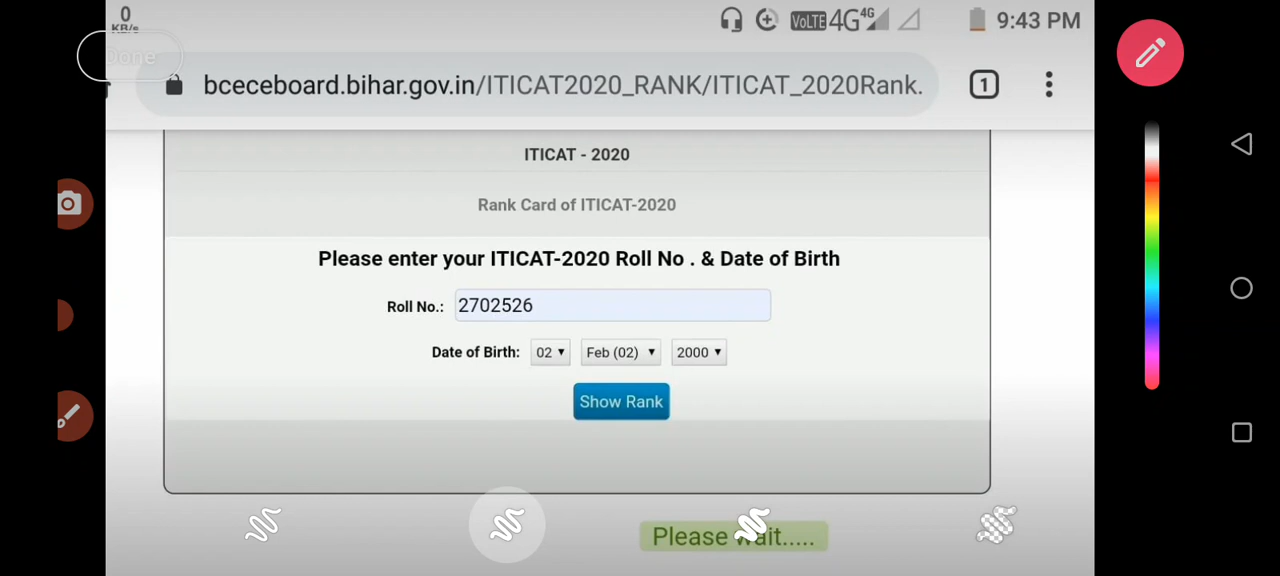 0
KB/s
VoLTE 4G 4G 9:43 PM
Done
bceceboard.bihar.gov.in/ITICAT2020_RANK/ITICAT_2020Rank.
1
ITICAT - 2020
Rank Card of ITICAT-2020
Please enter your ITICAT-2020 Roll No . & Date of Birth
Roll No.: 2702526
Date of Birth: 02 Feb (02) 2000
Show Rank
Please wait.....